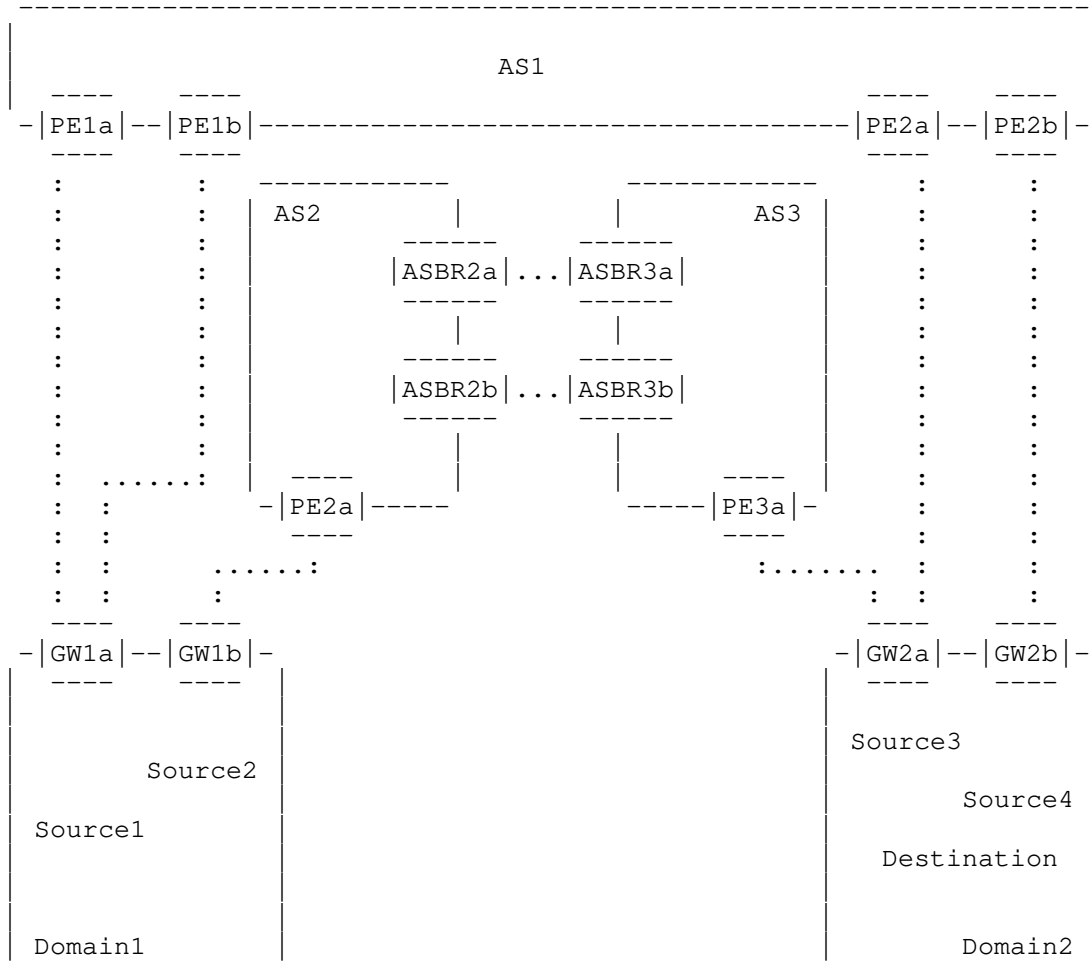 AS1
PE1a PE1b PE2a PE2b
AS2 AS3
ASBR2a ... ASBR3a
ASBR2b ... ASBR3b
PE2a PE3a
GW1a GW1b GW2a GW2b
Source3
Source2
Source4
Source1
Destination
Domain1 Domain2